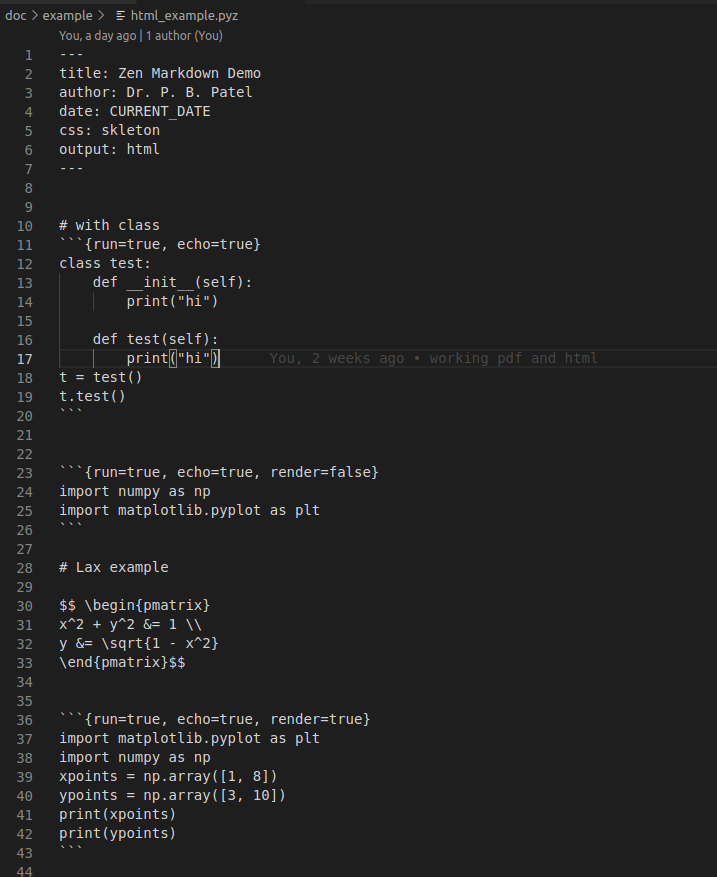 doc > example > html_example.pyz
You, a day ago | 1 author (You)
1 ---
2 title: Zen Markdown Demo
3 author: Dr. P. B. Patel
4 date: CURRENT_DATE
5 css: skleton
6 output: html
7 ---
8
9
10 # with class
11 ```{run=true, echo=true}
12 class test:
13     def __init__(self):
14         print("hi")
15
16     def test(self):
17         print("hi")      You, 2 weeks ago • working pdf and html
18 t = test()
19 t.test()
20 ```
21
22
23 ```{run=true, echo=true, render=false}
24 import numpy as np
25 import matplotlib.pyplot as plt
26 ```
27
28 # Lax example
29
30 $$ \begin{pmatrix}
31 x^2 + y^2 &= 1 \\
32 y &= \sqrt{1 - x^2}
33 \end{pmatrix}$$
34
35
36 ```{run=true, echo=true, render=true}
37 import matplotlib.pyplot as plt
38 import numpy as np
39 xpoints = np.array([1, 8])
40 ypoints = np.array([3, 10])
41 print(xpoints)
42 print(ypoints)
43 ```
44